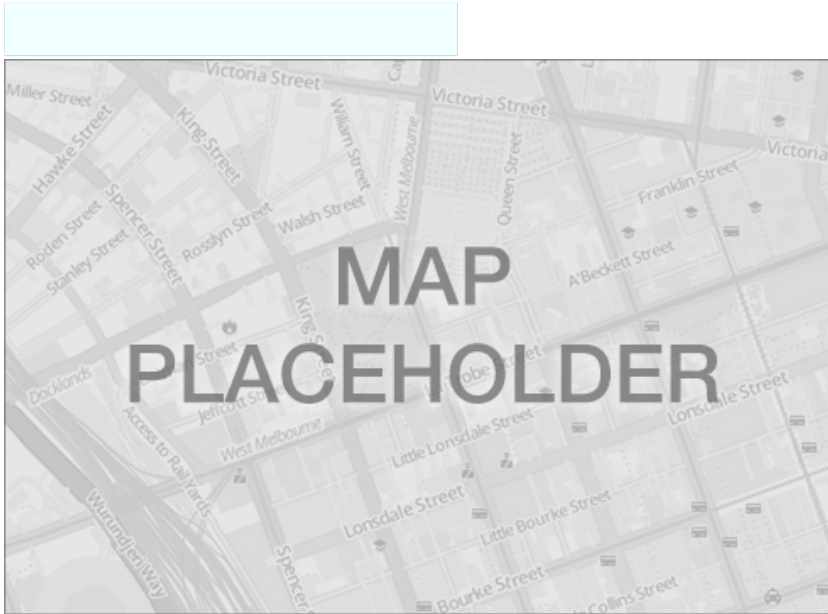 Victoria Street
Miller Street
Victoria Street
Hawke Street
King Street
William Street
West Melbourne
Queen Street
Victoria
Franklin Street
Spencer Street
Roden Street
Rosslyn Street
Walsh Street
Stanley Street
A'Beckett Street
MAP
King Street
PLACEHOLDER
Street
Docklands
Jeffcott Street
Lonsdale Street
Access to Rail Yards
West Melbourne
Little Lonsdale Street
Lonsdale Street
Little Bourke Street
Wurundjeri Way
Spencer
Bourke Street
Collins Street